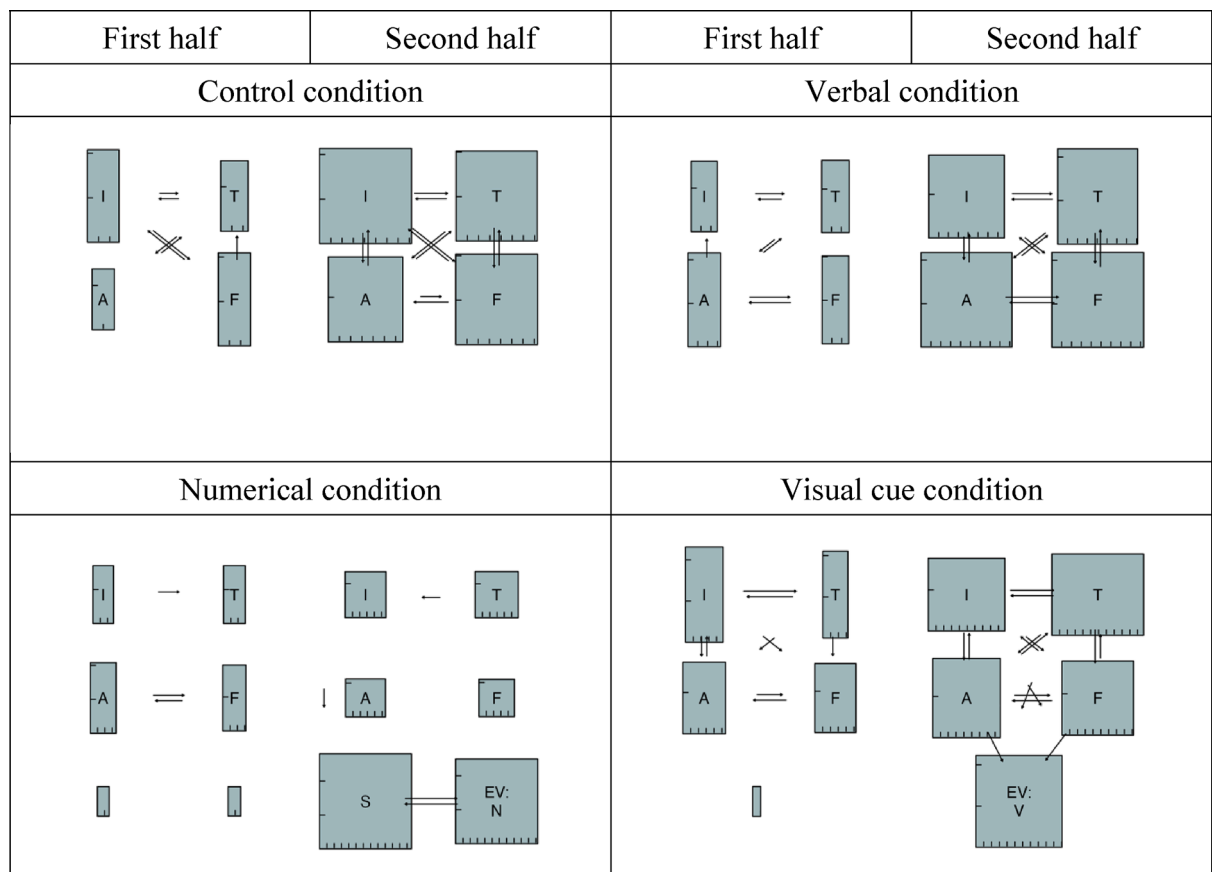 First half Second half First half Second half
Control condition Verbal condition
I T I T I T I T
A F A F A F A F
Numerical condition Visual cue condition
I T I T I T I T
A F A F A F A F
S EV: EV:
N V